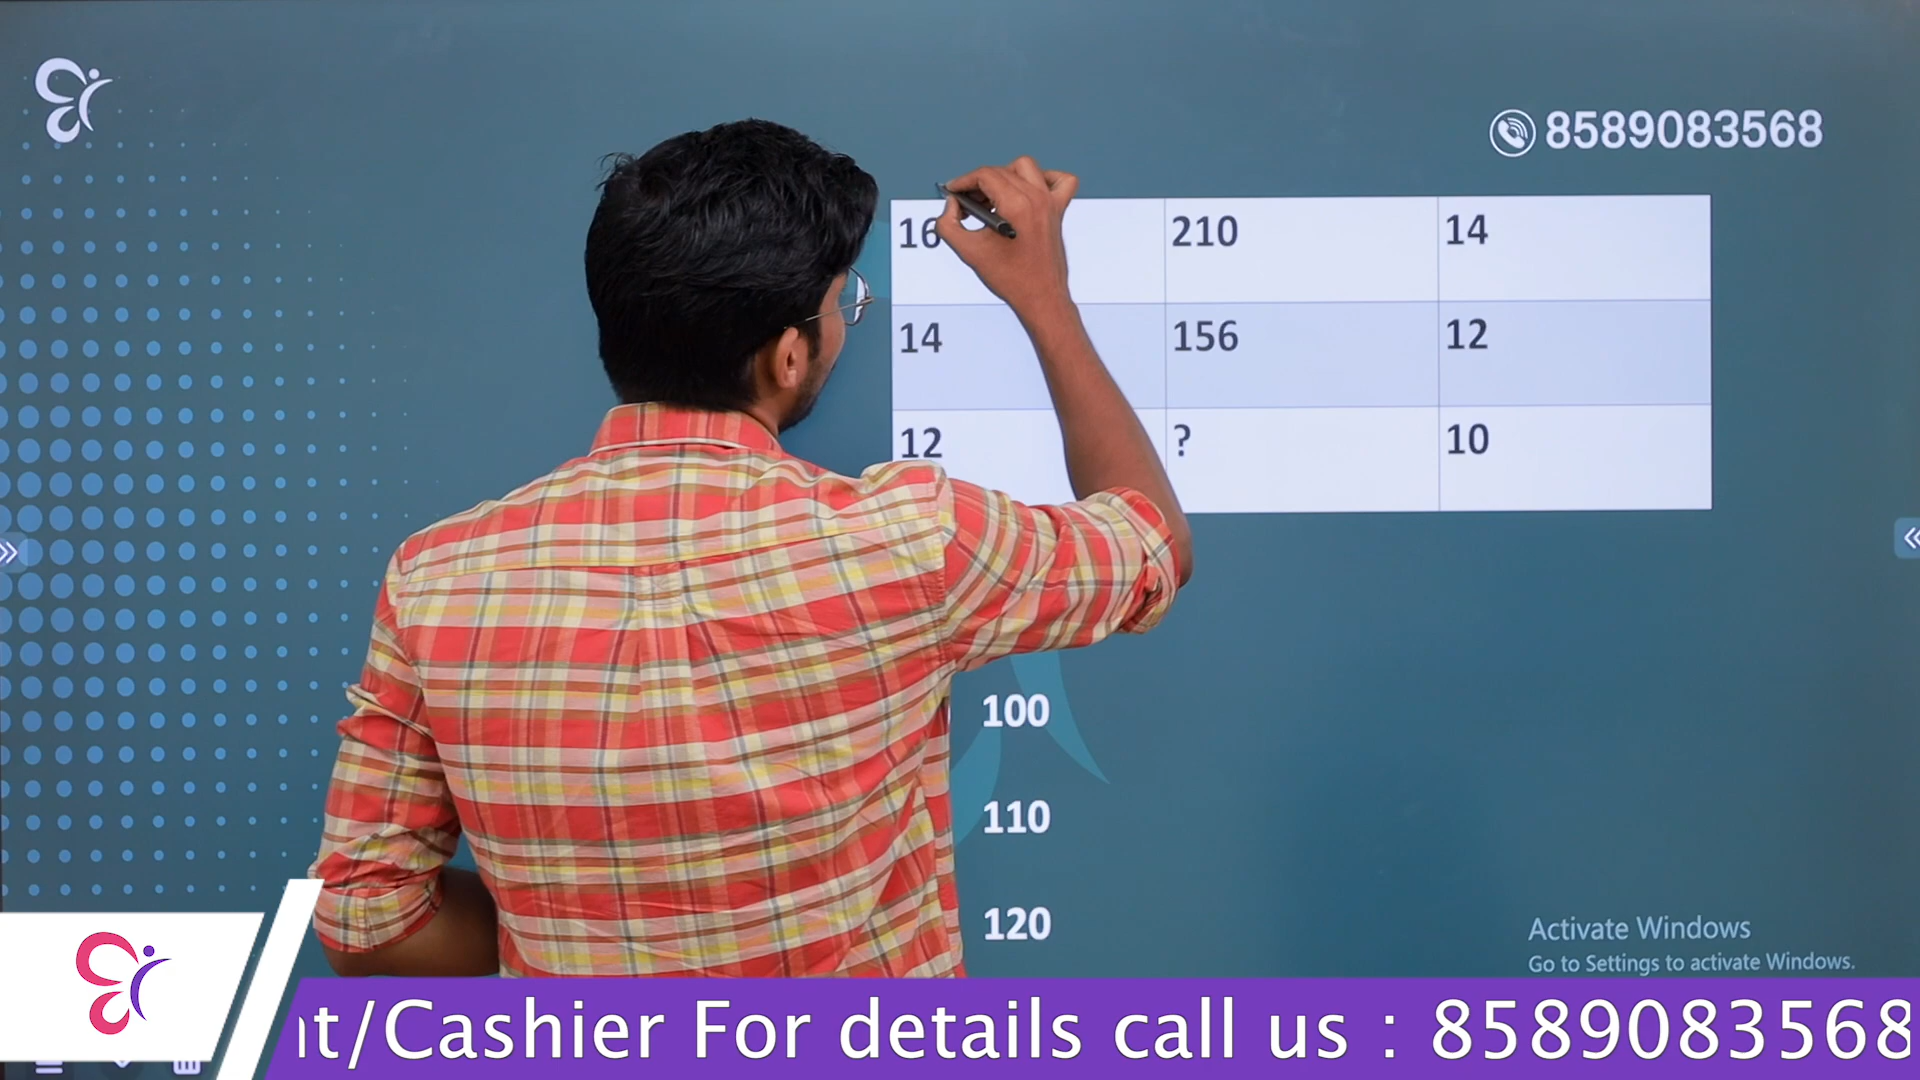 8589083568
16 210 14
14 156 12
12 ? 10
100
110
120
Activate Windows
Go to Settings to activate Windows.
/Cashier For details call us : 8589083568